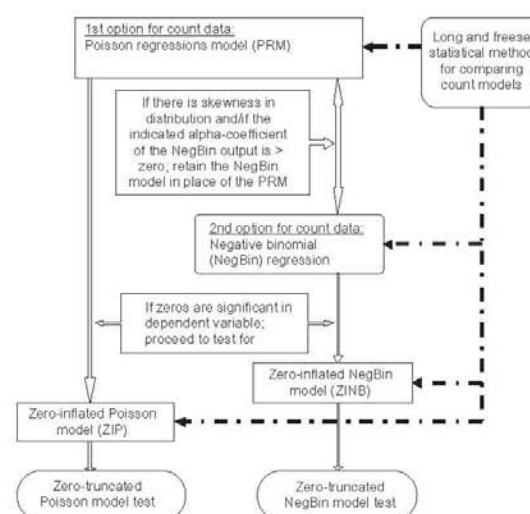 1st option for count data:
Poisson regressions model (PRM)
Long and freese
statistical method
for comparing
count models
If there is skewness in
distribution and/if the
indicated alpha-coefficient
of the NegBin output is >
zero; retain the NegBin
model in place of the PRM
2nd option for count data:
Negative binomial
(NegBin) regression
If zeros are significant in
dependent variable;
proceed to test for
Zero-inflated NegBin
model (ZINB)
Zero-inflated Poisson
model (ZIP)
Zero-truncated
Poisson model test
Zero-truncated
NegBin model test